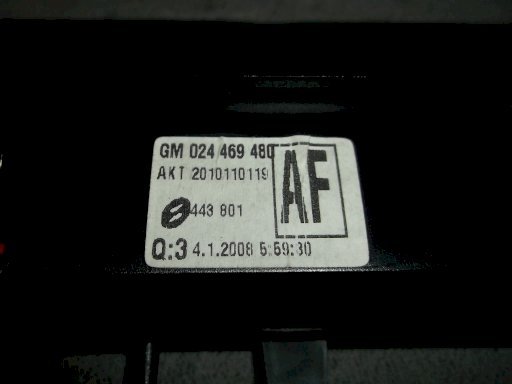 GM 024 469 480
AF
AKT 2010110119
443 801
Q:3 4.1.2008 5:59:30